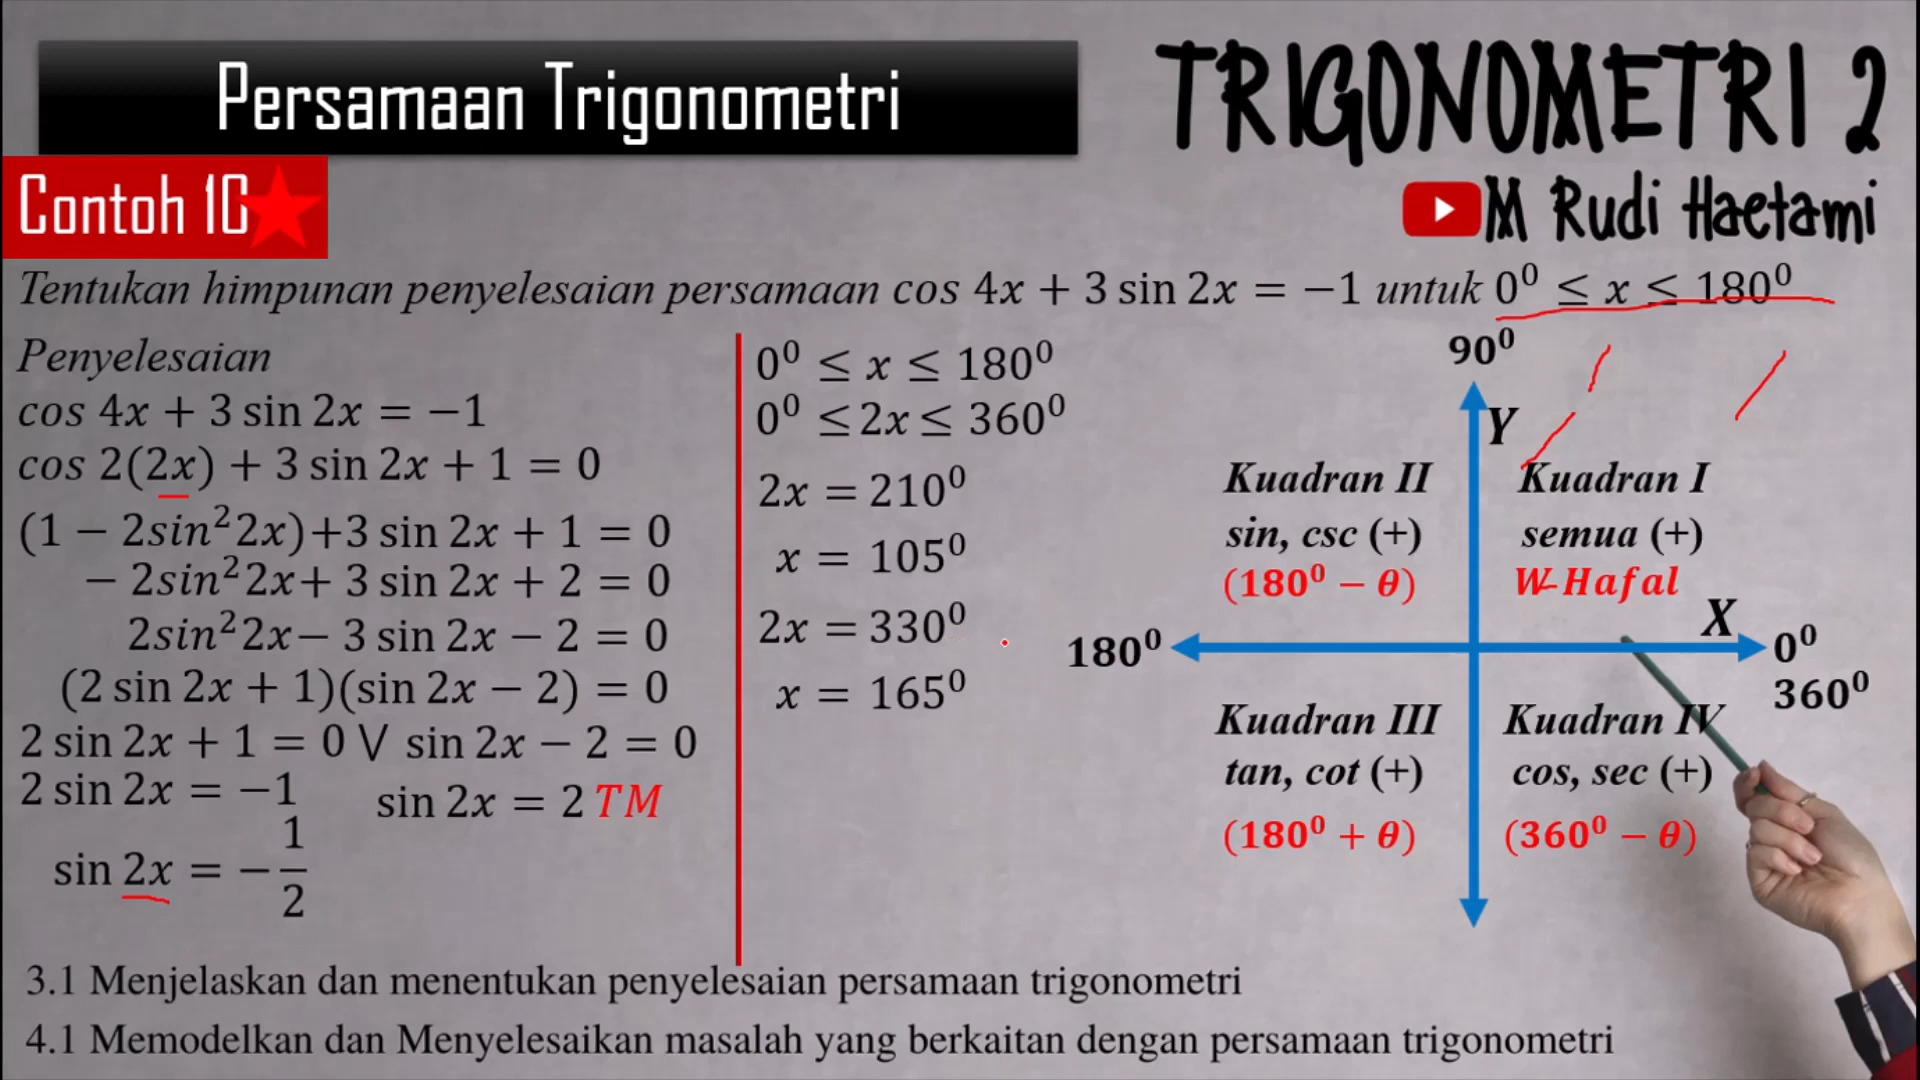 Persamaan Trigonometri
TRIGONOMETRI 2
M Rudi Haetami
Contoh 1C
Tentukan himpunan penyelesaian persamaan cos 4x + 3 sin 2x = −1 untuk 0⁰ ≤ x ≤ 180⁰
Penyelesaian
cos 4x + 3 sin 2x = −1
cos 2(2x) + 3 sin 2x + 1 = 0
(1 − 2sin²2x)+3 sin 2x + 1 = 0
− 2sin²2x+ 3 sin 2x + 2 = 0
2sin²2x− 3 sin 2x − 2 = 0
(2 sin 2x + 1)(sin 2x − 2) = 0
2 sin 2x + 1 = 0 V sin 2x − 2 = 0
2 sin 2x = −1
sin 2x = 2 TM
sin 2x = −1/2
0⁰ ≤ x ≤ 180⁰
0⁰ ≤ 2x ≤ 360⁰
2x = 210⁰
x = 105⁰
2x = 330⁰
x = 165⁰
90⁰
Y
Kuadran II
sin, csc (+)
(180⁰ − θ)
Kuadran I
semua (+)
W-Hafal
X
180⁰
0⁰
360⁰
Kuadran III
tan, cot (+)
(180⁰ + θ)
Kuadran IV
cos, sec (+)
(360⁰ − θ)
3.1 Menjelaskan dan menentukan penyelesaian persamaan trigonometri
4.1 Memodelkan dan Menyelesaikan masalah yang berkaitan dengan persamaan trigonometri